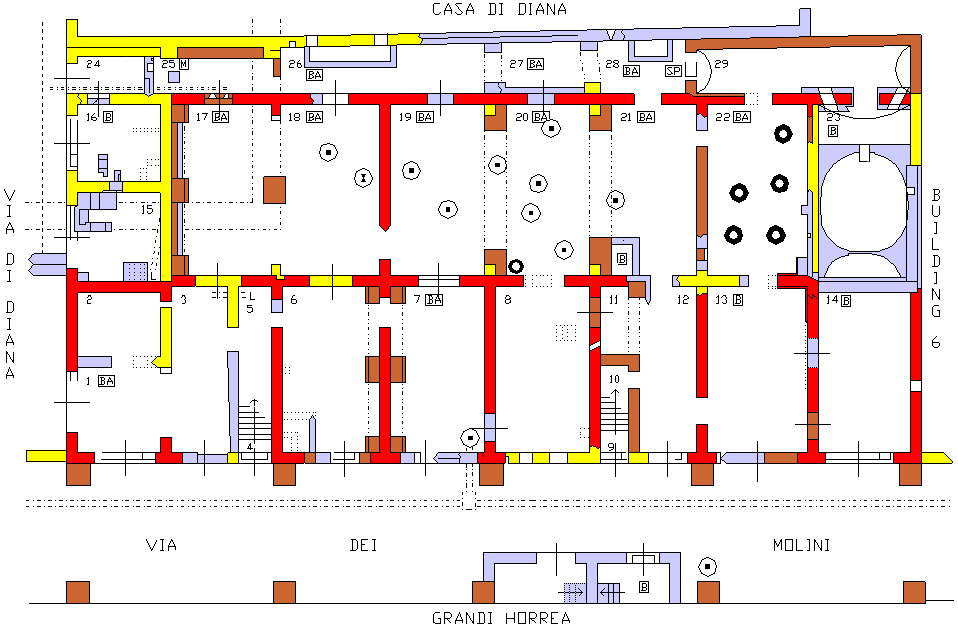 CASA DI DIANA
24
25 M
26
BA
27 BA
28
BA
SP
29
16 B
17 BA
18 BA
19 BA
20 BA
21 BA
22 BA
23
B
VIA DI DIANA
15
BUILDING 6
B
L
2
3
L
5
6
7 BA
8
11
12
13 B
14 B
1 BA
10
4
9
VIA DEI MOLINI
B
GRANDI HORREA